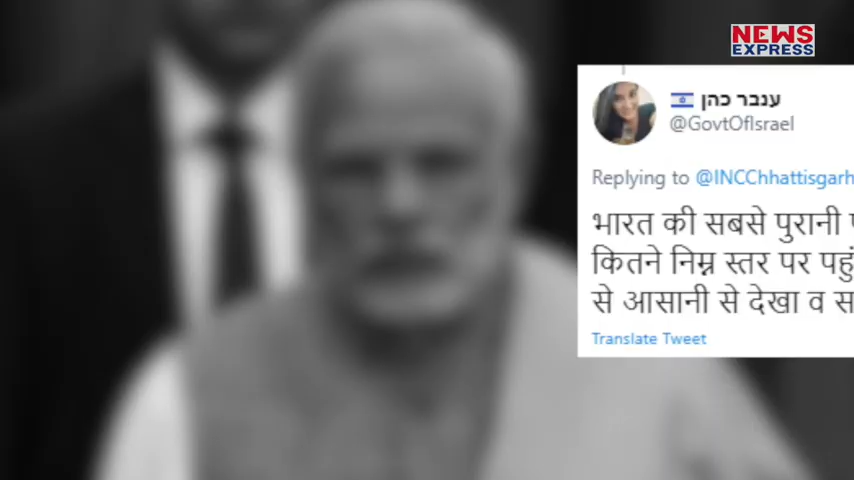 NEWS
EXPRESS
ענבר כהן
@GovtOfIsrael
Replying to @INCChhattisgarh
भारत की सबसे पुरानी
कितने निम्न स्तर पर
से आसानी से देखा व
Translate Tweet